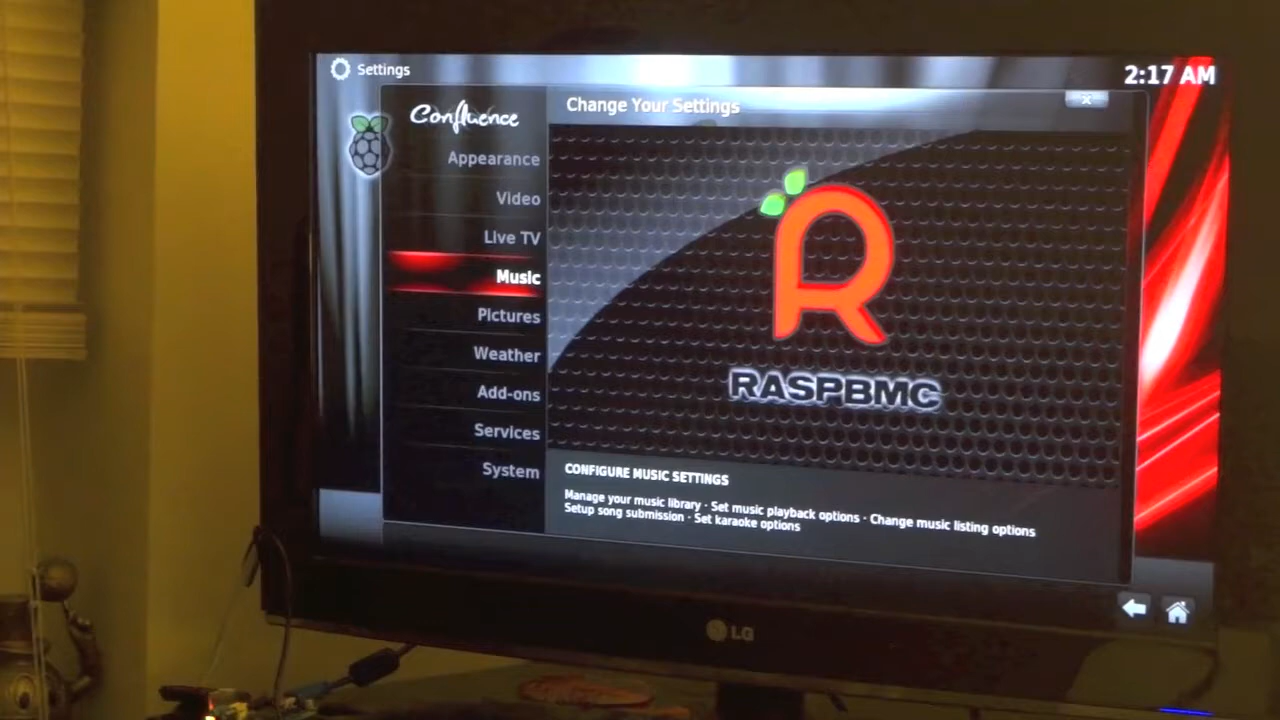 Settings
2:17 AM
Confluence
Change Your Settings
x
Appearance
Video
Live TV
Music
Pictures
Weather
Add-ons
Services
System
R
RASPBMC
CONFIGURE MUSIC SETTINGS
Manage your music library · Set music playback options · Change music listing options
Setup song submission · Set karaoke options
LG